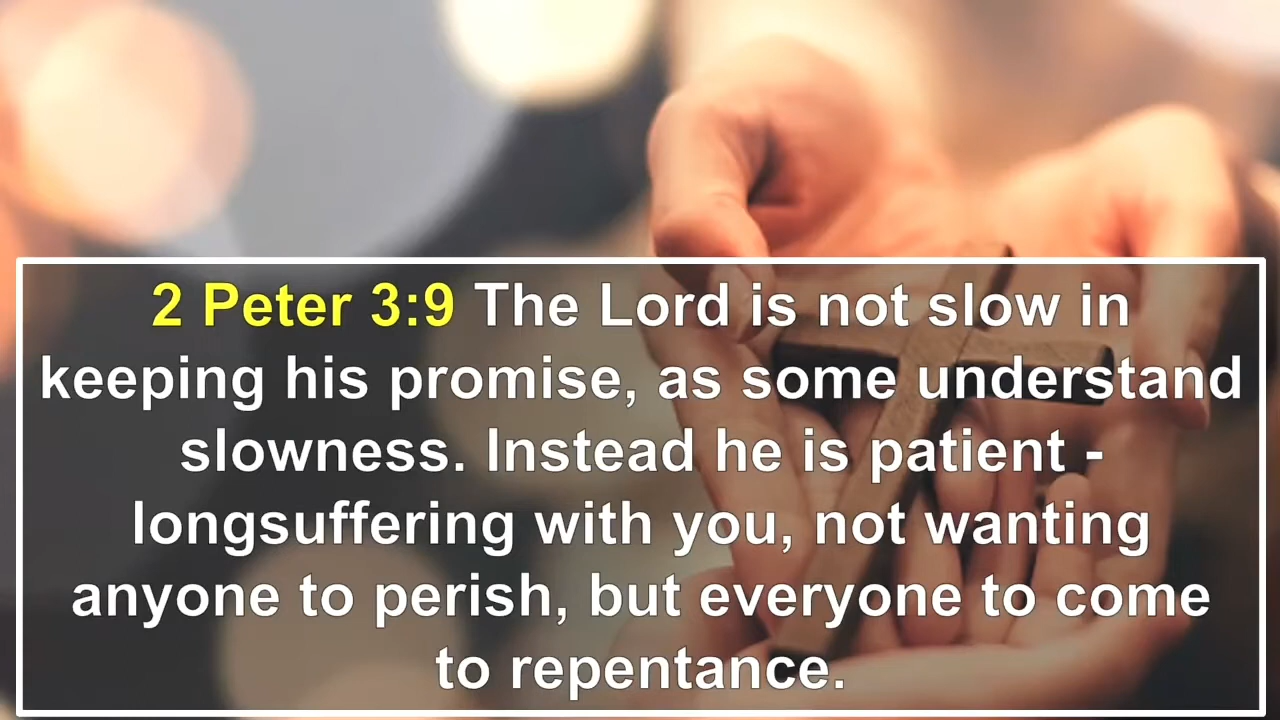 2 Peter 3:9 The Lord is not slow in
keeping his promise, as some understand
slowness. Instead he is patient -
longsuffering with you, not wanting
anyone to perish, but everyone to come
to repentance.